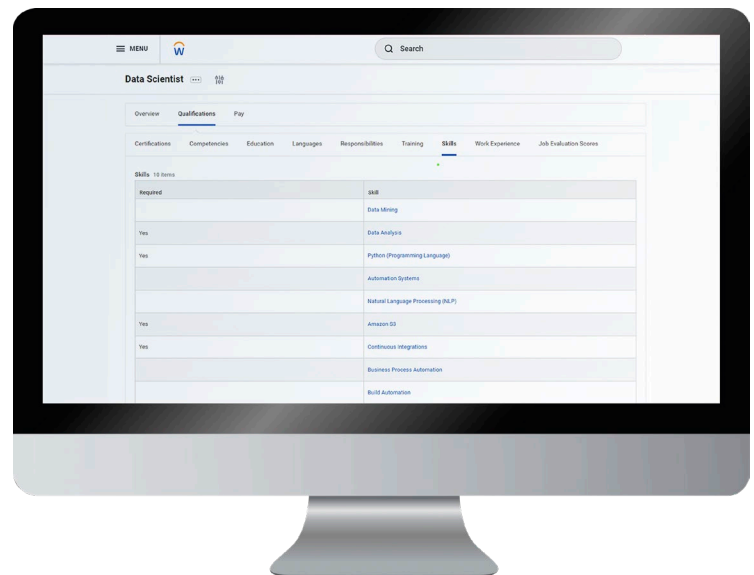 MENU
Search
Data Scientist
Overview Qualifications Pay
Certifications Competencies Education Languages Responsibilities Training Skills Work Experience Job Evaluation Scores
Skills 16 items
Required Skill
Data Mining
Yes Data Analysis
Yes Python (Programming Language)
Automation Systems
Natural Language Processing (NLP)
Yes Amazon S3
Yes Continuous Integrations
Business Process Automation
Build Automation